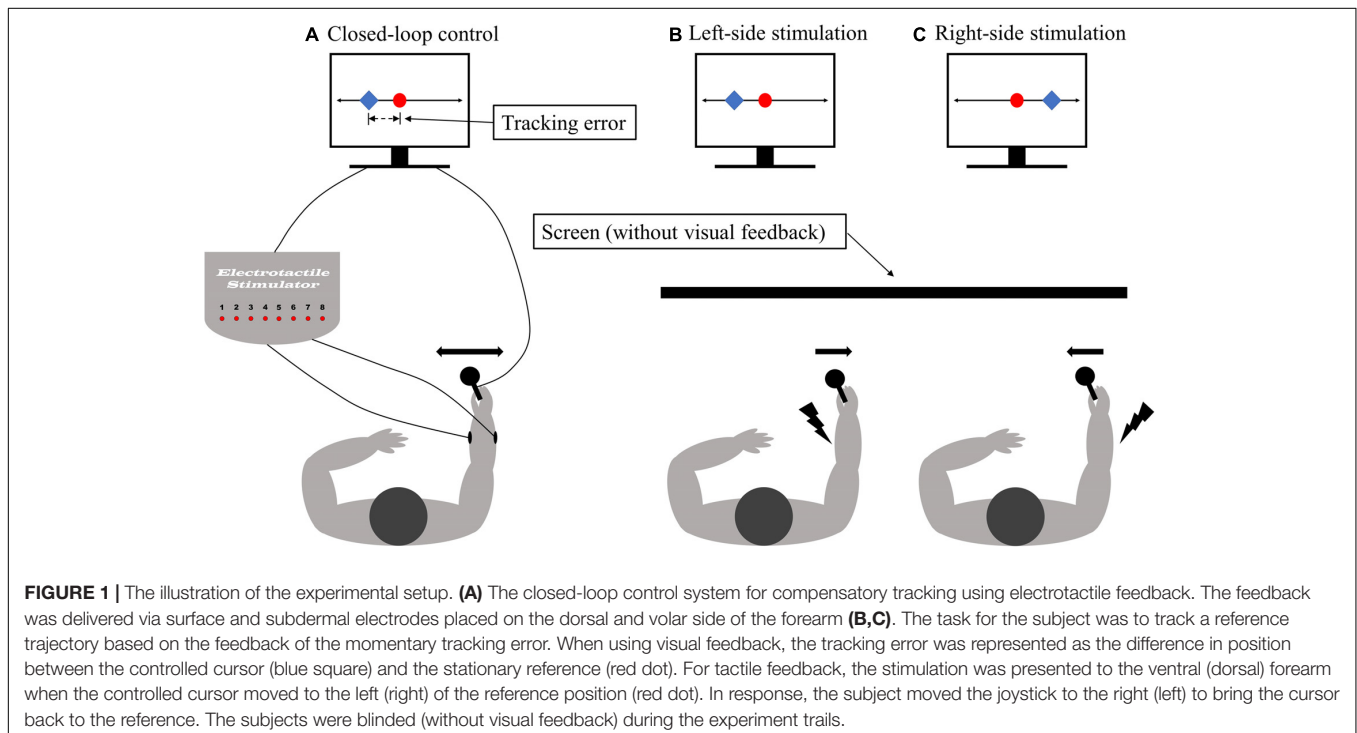 A Closed-loop control
B Left-side stimulation
C Right-side stimulation
Tracking error
Screen (without visual feedback)
Electrotactile
Stimulator
1 2 3 4 5 6 7 8
FIGURE 1 | The illustration of the experimental setup. (A) The closed-loop control system for compensatory tracking using electrotactile feedback. The feedback
was delivered via surface and subdermal electrodes placed on the dorsal and volar side of the forearm (B,C). The task for the subject was to track a reference
trajectory based on the feedback of the momentary tracking error. When using visual feedback, the tracking error was represented as the difference in position
between the controlled cursor (blue square) and the stationary reference (red dot). For tactile feedback, the stimulation was presented to the ventral (dorsal) forearm
when the controlled cursor moved to the left (right) of the reference position (red dot). In response, the subject moved the joystick to the right (left) to bring the cursor
back to the reference. The subjects were blinded (without visual feedback) during the experiment trails.